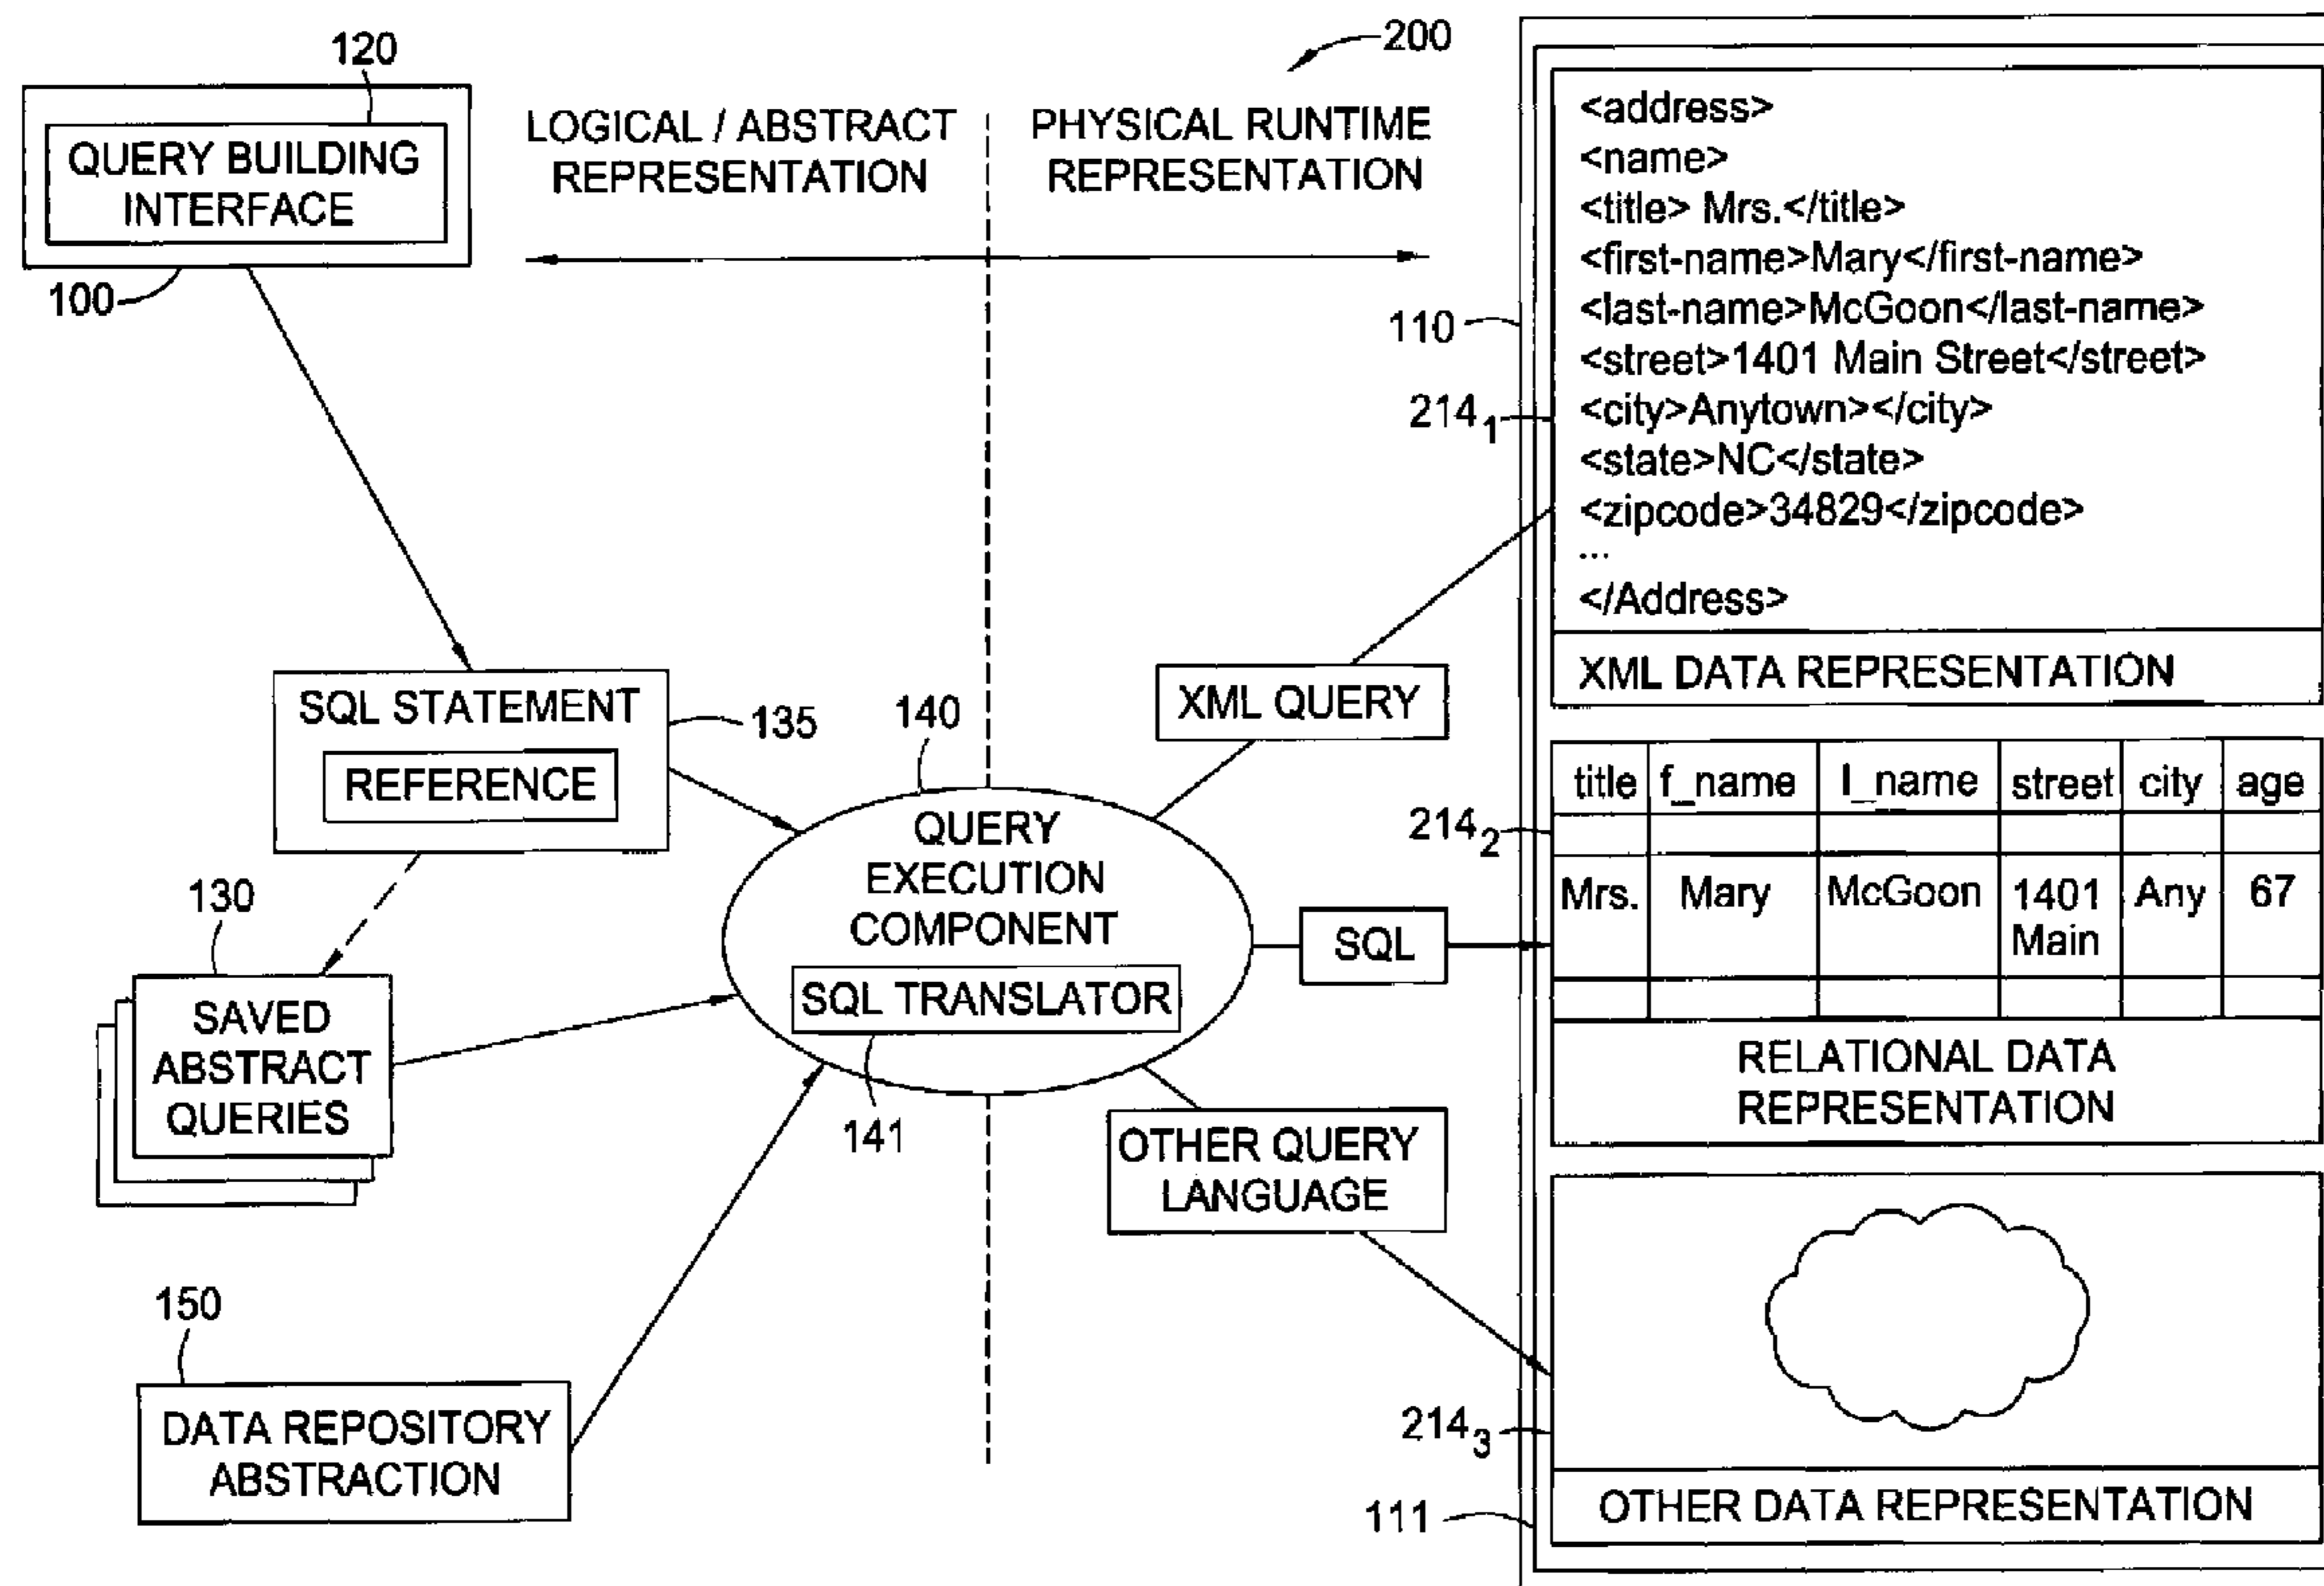 120
200
QUERY BUILDING
INTERFACE
100
LOGICAL / ABSTRACT
REPRESENTATION
PHYSICAL RUNTIME
REPRESENTATION
110
214₁
<address>
<name>
<title> Mrs.</title>
<first-name>Mary</first-name>
<last-name>McGoon</last-name>
<street>1401 Main Street</street>
<city>Anytown></city>
<state>NC</state>
<zipcode>34829</zipcode>
...
</Address>
XML DATA REPRESENTATION
SQL STATEMENT
REFERENCE
135
140
XML QUERY
QUERY
EXECUTION
COMPONENT
SQL TRANSLATOR
141
SQL
214₂
title f_name l_name street city age
Mrs. Mary McGoon 1401 Any 67
Main
RELATIONAL DATA
REPRESENTATION
130
SAVED
ABSTRACT
QUERIES
OTHER QUERY
LANGUAGE
150
DATA REPOSITORY
ABSTRACTION
214₃
111
OTHER DATA REPRESENTATION